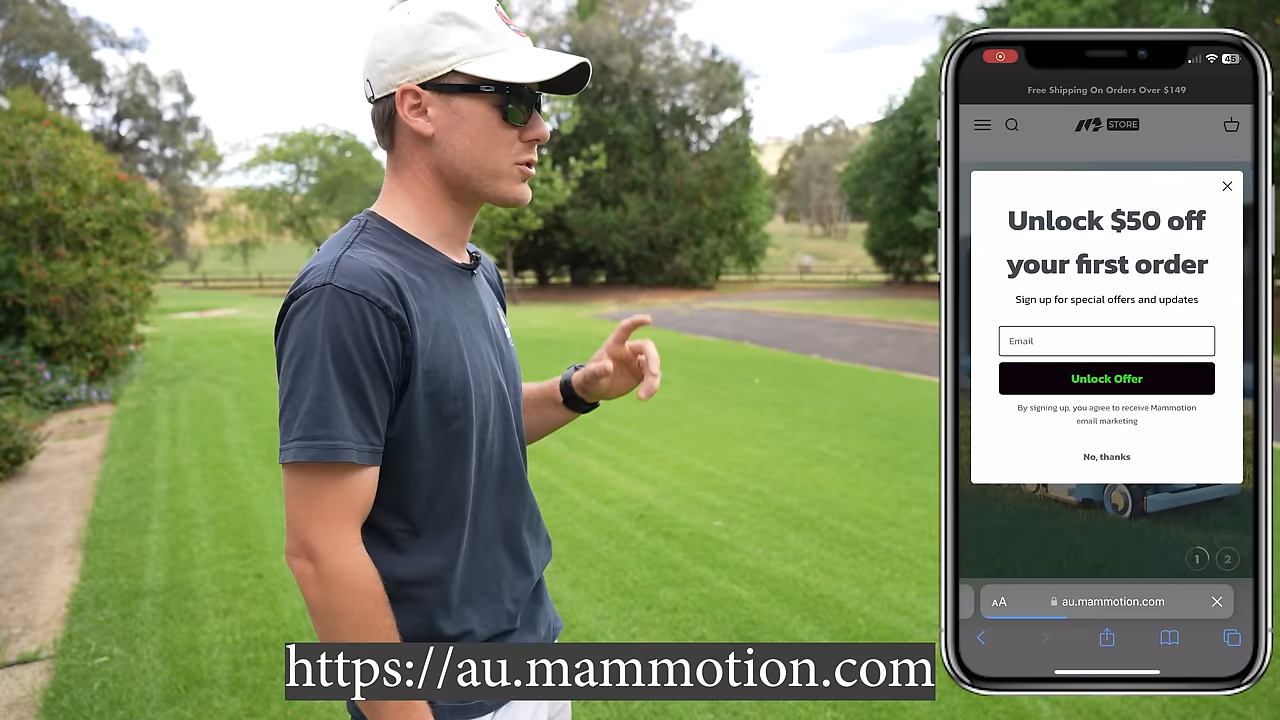 45
Free Shipping On Orders Over $149
STORE
Unlock $50 off
your first order
Sign up for special offers and updates
Email
Unlock Offer
By signing up, you agree to receive Mammotion
email marketing
No, thanks
1 2
AA au.mammotion.com
https://au.mammotion.com